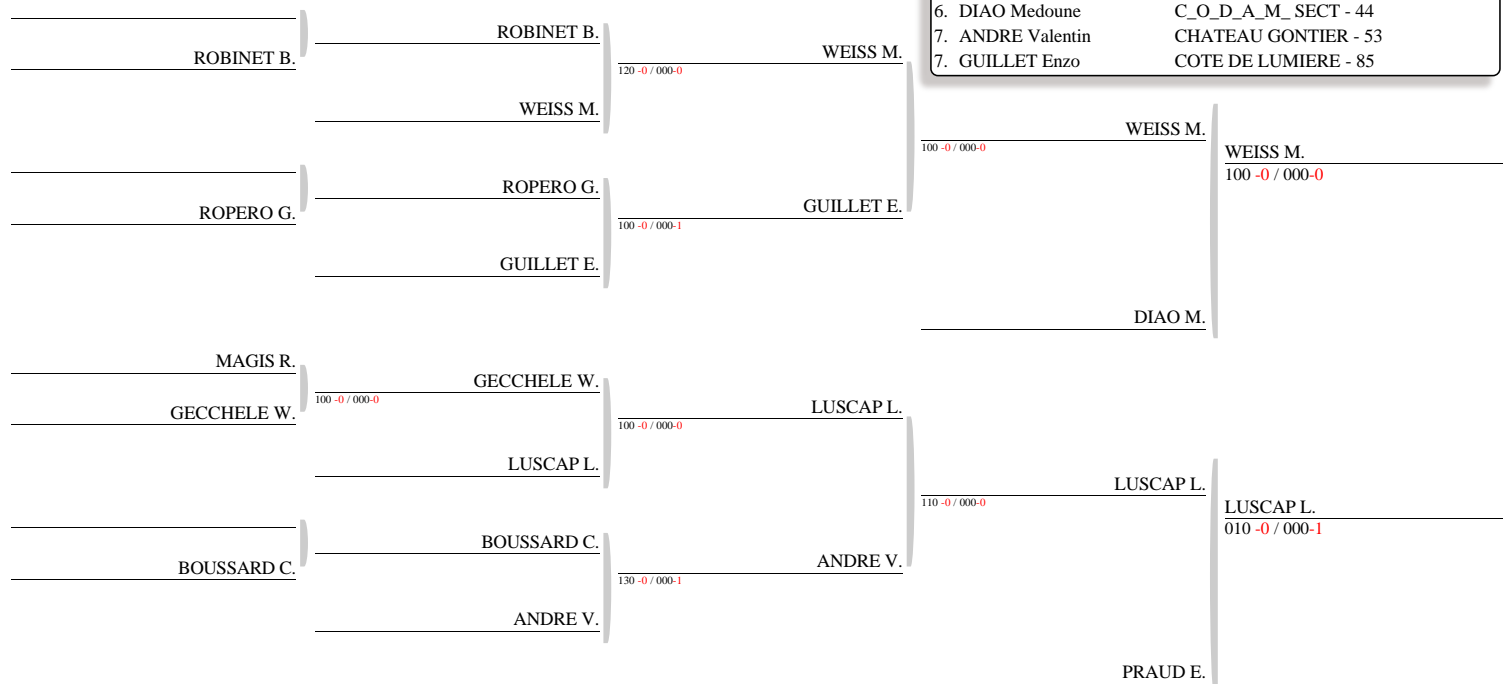 6. DIAO Medoune C_O_D_A_M_ SECT - 44
7. ANDRE Valentin CHATEAU GONTIER - 53
7. GUILLET Enzo COTE DE LUMIERE - 85
ROBINET B.
ROPERO G.
MAGIS R.
GECCHELE W.
BOUSSARD C.
ROBINET B.
WEISS M.
ROPERO G.
GUILLET E.
GECCHELE W.
100 -0 / 000-0
LUSCAP L.
BOUSSARD C.
ANDRE V.
WEISS M.
120 -0 / 000-0
GUILLET E.
100 -0 / 000-1
LUSCAP L.
100 -0 / 000-0
ANDRE V.
130 -0 / 000-1
WEISS M.
100 -0 / 000-0
DIAO M.
LUSCAP L.
110 -0 / 000-0
PRAUD E.
WEISS M.
100 -0 / 000-0
LUSCAP L.
010 -0 / 000-1